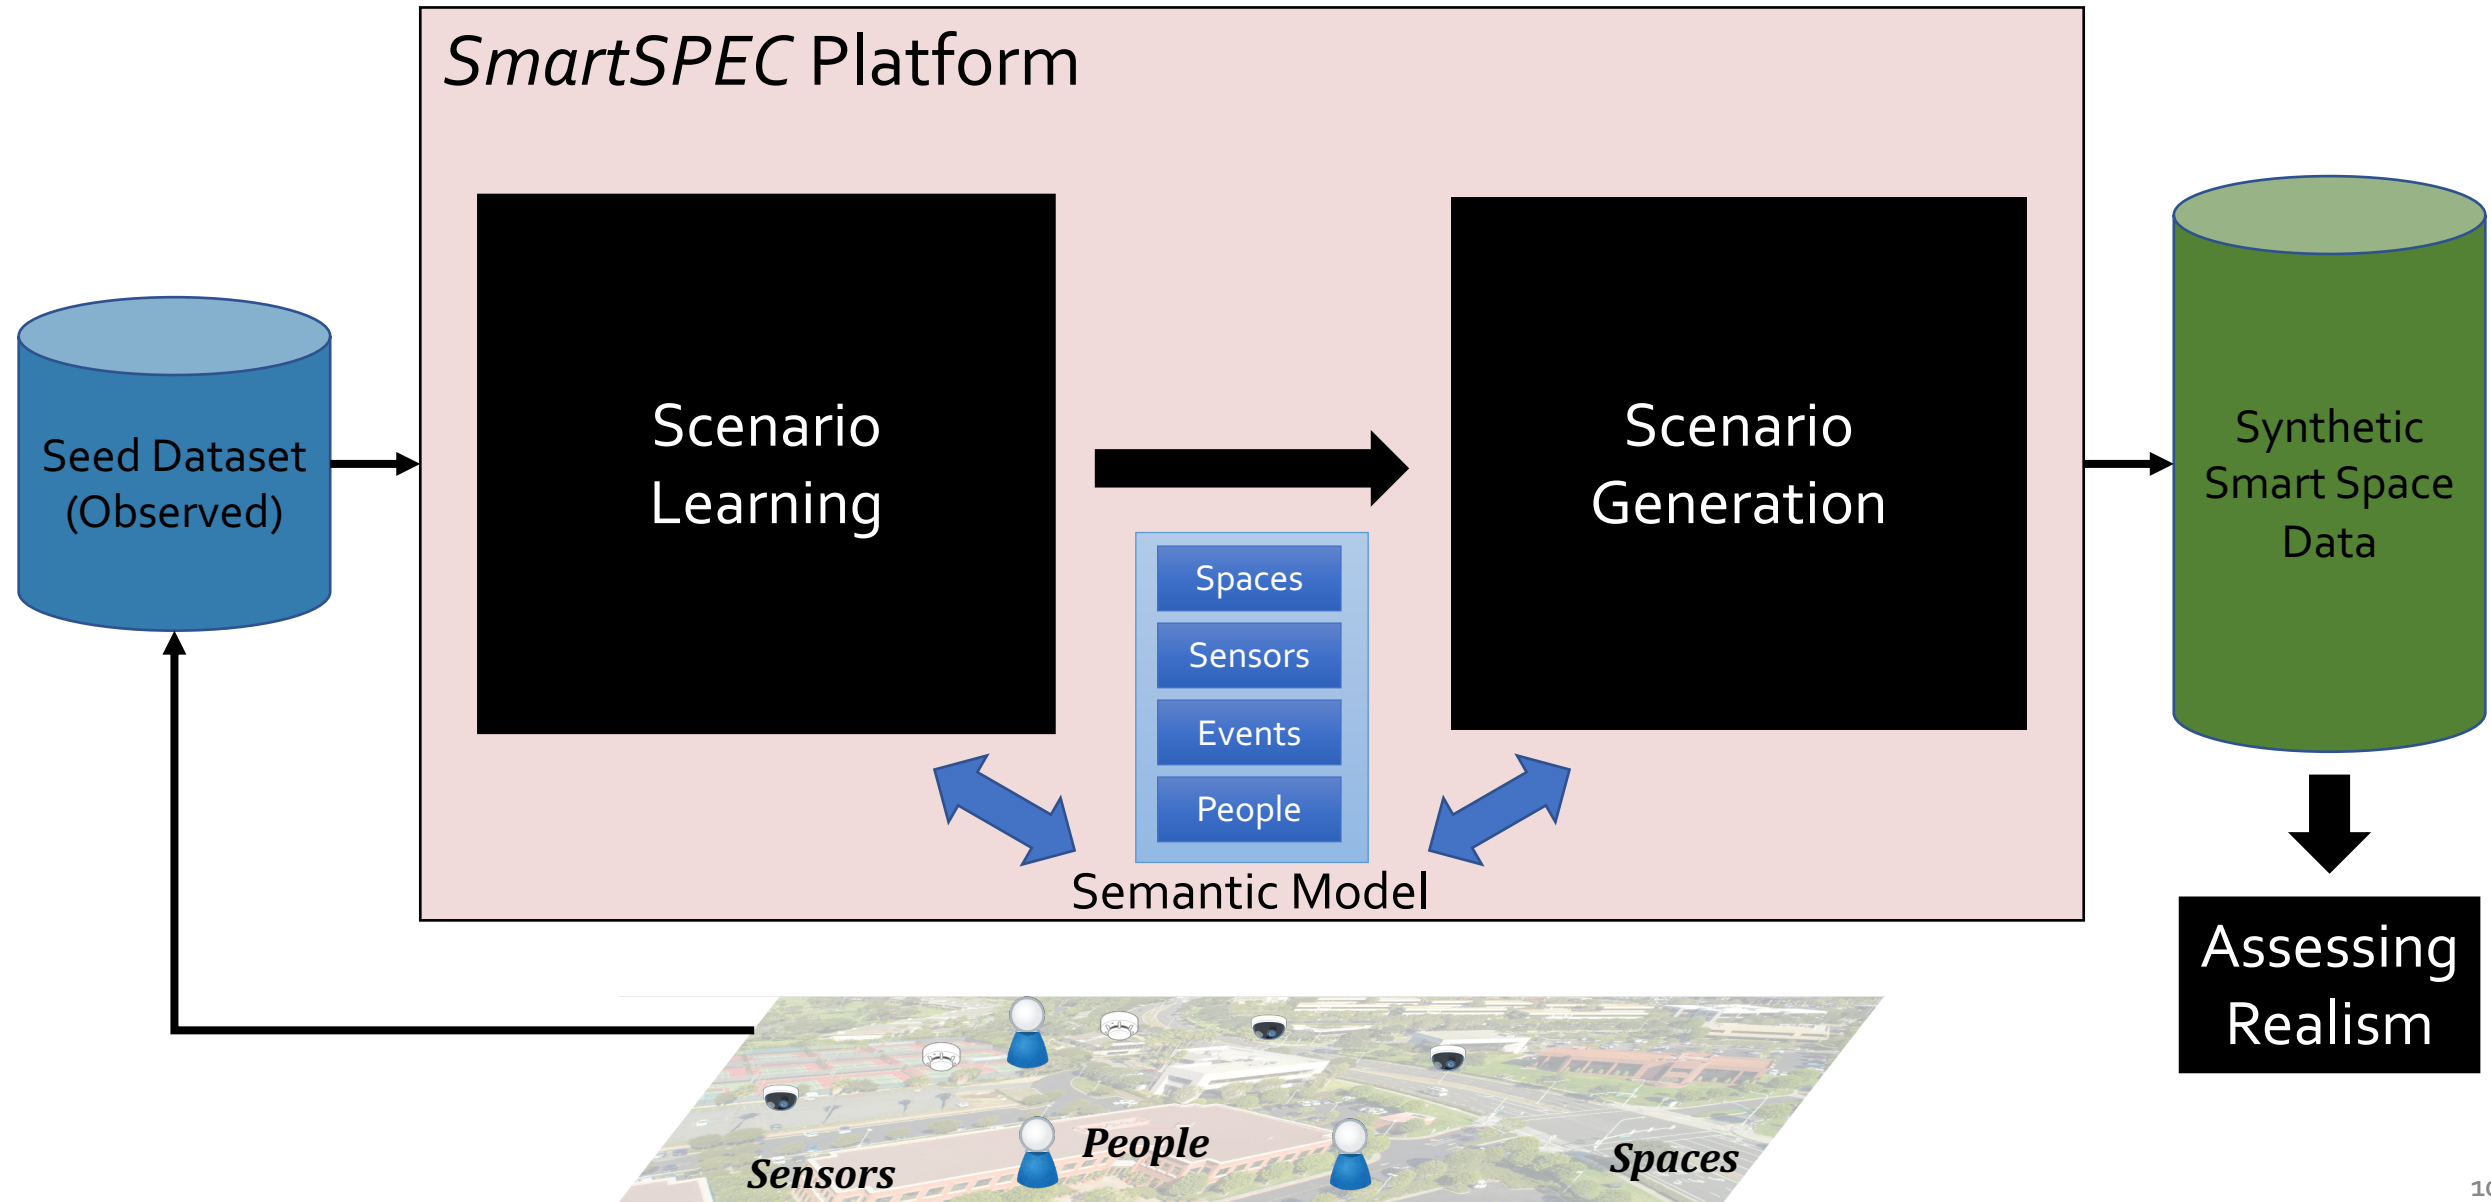 SmartSPEC Platform
Seed Dataset
(Observed)
Scenario
Learning
Scenario
Generation
Spaces
Sensors
Events
People
Semantic Model
Synthetic
Smart Space
Data
Assessing
Realism
People
Sensors
Spaces